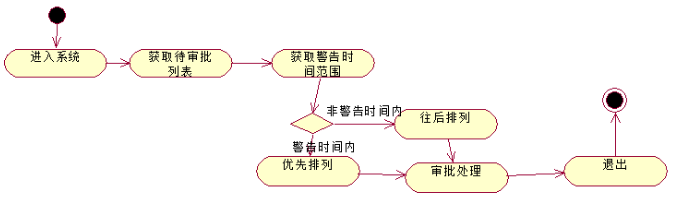 进入系统
获取待审批
列表
获取警告时
间范围
非警告时间内
往后排列
警告时间内
优先排列
审批处理
退出